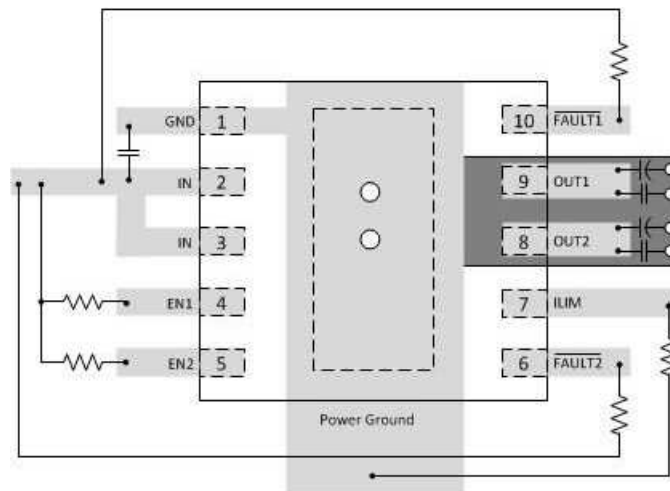 GND 1 10 FAULT1
IN 2 9 OUT1
IN 3 8 OUT2
EN1 4 7 ILIM
EN2 5 6 FAULT2
Power Ground